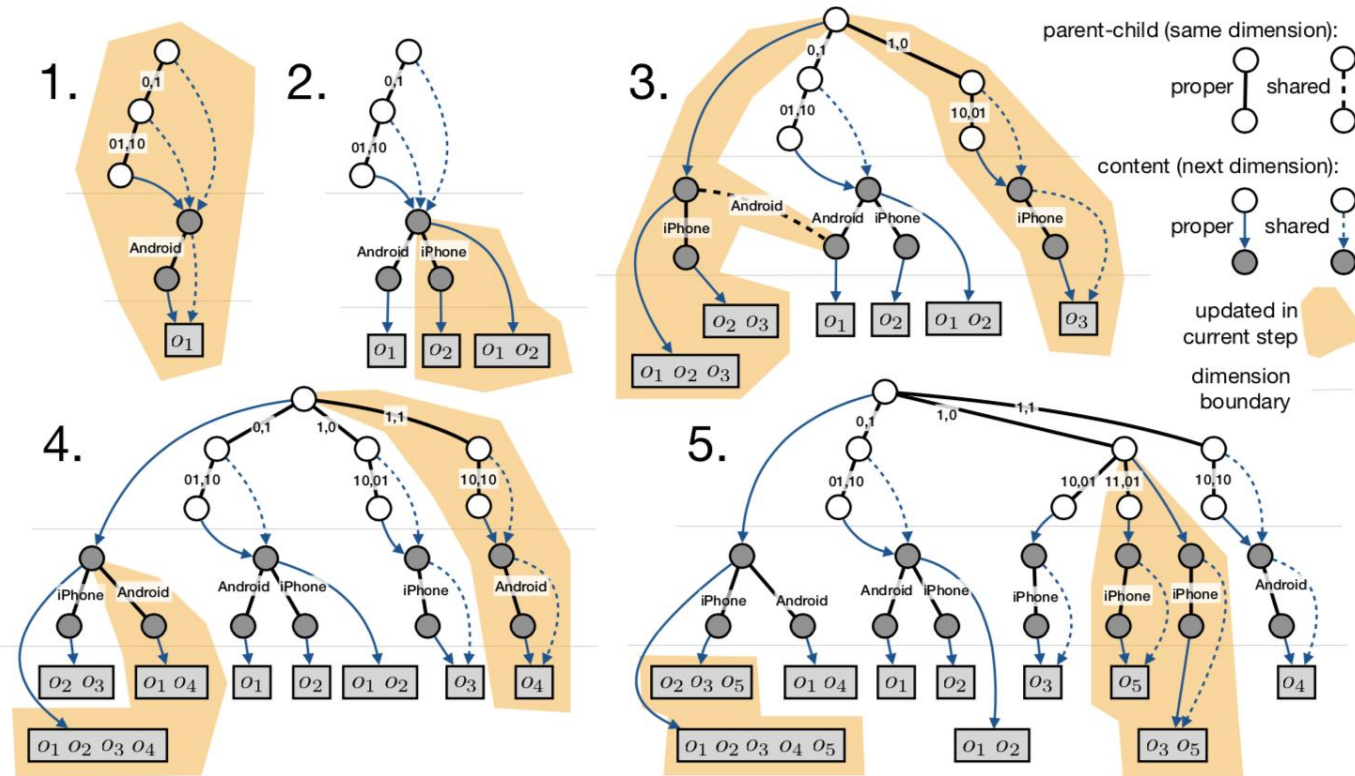 1.
0,1
01,10
Android
o1
2.
0,1
01,10
Android iPhone
o1 o2 o1 o2
3.
0,1 1,0
01,10 10,01
Android
iPhone Android iPhone iPhone
o2 o3 o1 o2 o1 o2 o3
o1 o2 o3
parent-child (same dimension):
proper shared
content (next dimension):
proper shared
updated in
current step
dimension
boundary
4.
0,1 1,0 1,1
01,10 10,01 10,10
iPhone Android Android iPhone iPhone Android
o2 o3 o1 o4 o1 o2 o1 o2 o3 o4
o1 o2 o3 o4
5.
0,1 1,0 1,1
01,10 10,01 11,01 10,10
iPhone Android Android iPhone iPhone iPhone iPhone Android
o2 o3 o5 o1 o4 o1 o2 o3 o5 o4
o1 o2 o3 o4 o5 o1 o2 o3 o5